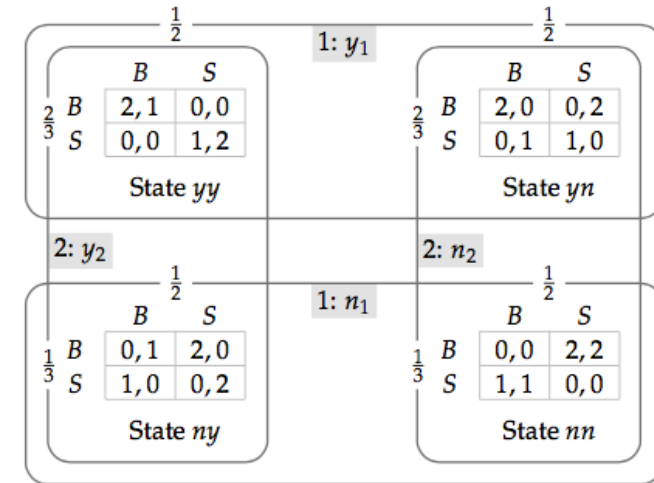 1/2 1: y₁ 1/2
B S B S
2/3 B 2, 1 0, 0 2/3 B 2, 0 0, 2
S 0, 0 1, 2 S 0, 1 1, 0
State yy State yn
2: y₂ 2: n₂
1/2 1: n₁ 1/2
B S B S
1/3 B 0, 1 2, 0 1/3 B 0, 0 2, 2
S 1, 0 0, 2 S 1, 1 0, 0
State ny State nn